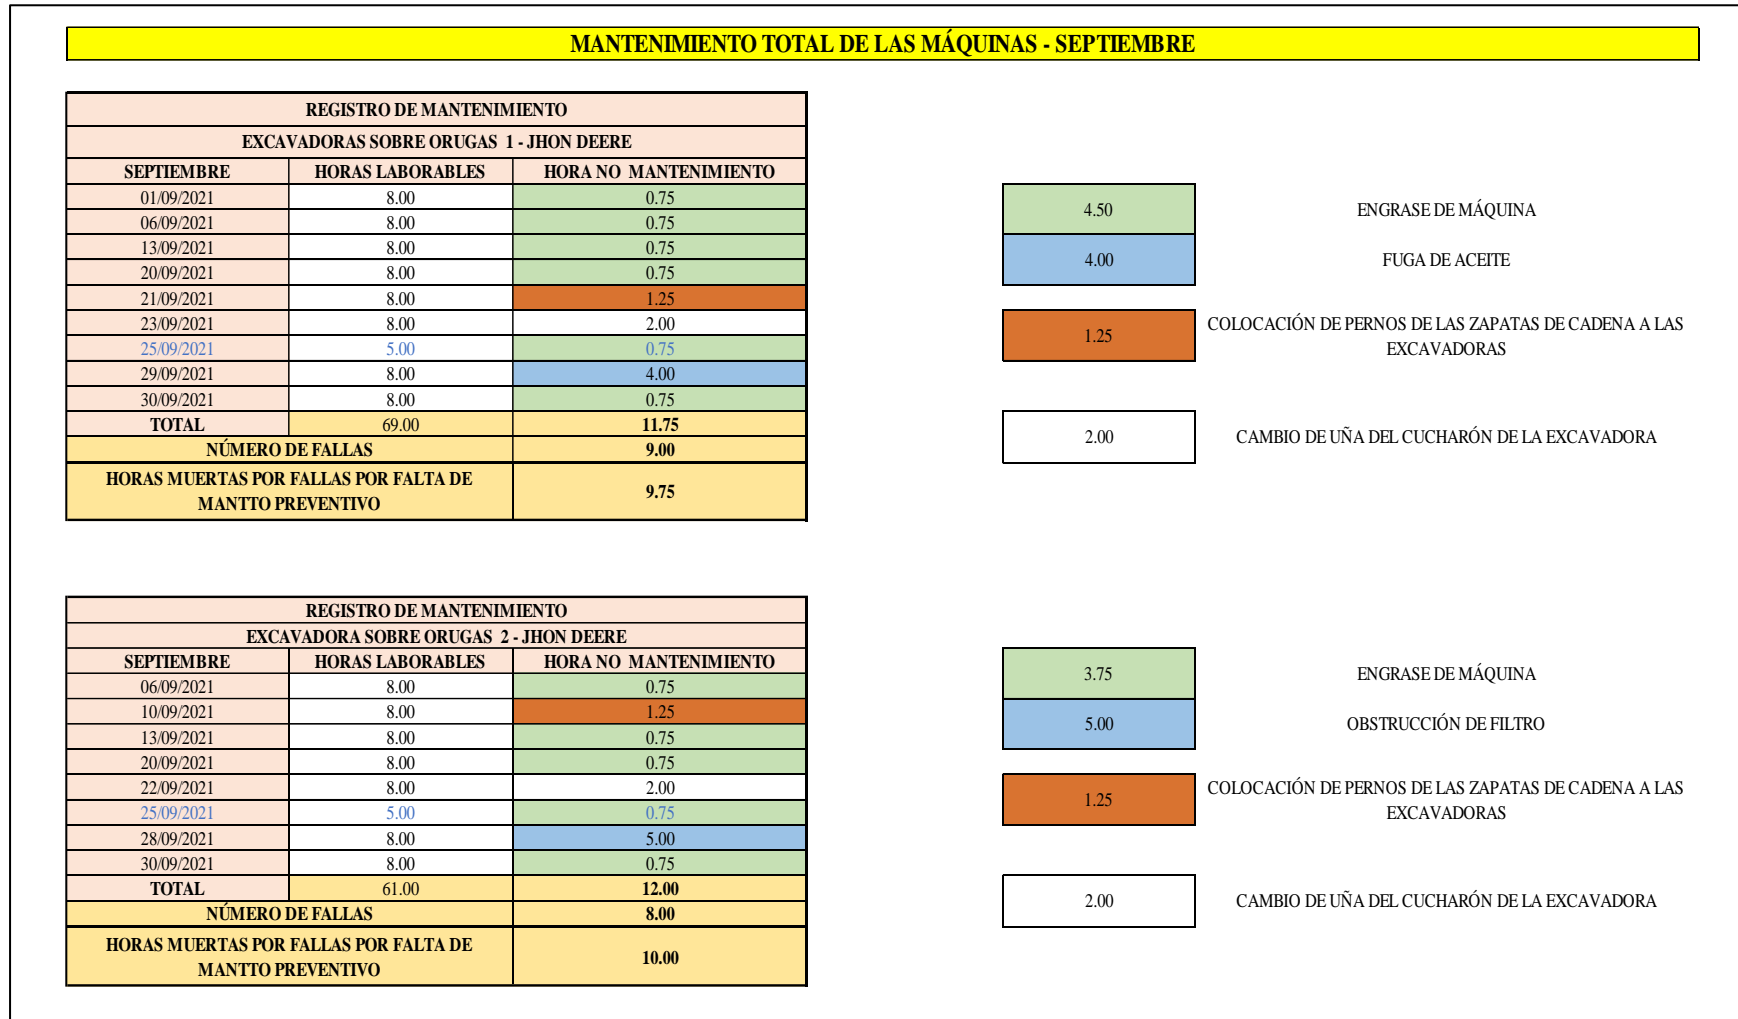 MANTENIMIENTO TOTAL DE LAS MÁQUINAS - SEPTIEMBRE
REGISTRO DE MANTENIMIENTO
EXCAVADORAS SOBRE ORUGAS 1 - JHON DEERE
SEPTIEMBRE HORAS LABORABLES HORA NO MANTENIMIENTO
01/09/2021 8.00 0.75
06/09/2021 8.00 0.75
13/09/2021 8.00 0.75
20/09/2021 8.00 0.75
21/09/2021 8.00 1.25
23/09/2021 8.00 2.00
25/09/2021 5.00 0.75
29/09/2021 8.00 4.00
30/09/2021 8.00 0.75
TOTAL 69.00 11.75
NÚMERO DE FALLAS 9.00
HORAS MUERTAS POR FALLAS POR FALTA DE
MANTTO PREVENTIVO 9.75
4.50 ENGRASE DE MÁQUINA
4.00 FUGA DE ACEITE
1.25 COLOCACIÓN DE PERNOS DE LAS ZAPATAS DE CADENA A LAS
EXCAVADORAS
2.00 CAMBIO DE UÑA DEL CUCHARÓN DE LA EXCAVADORA
REGISTRO DE MANTENIMIENTO
EXCAVADORA SOBRE ORUGAS 2 - JHON DEERE
SEPTIEMBRE HORAS LABORABLES HORA NO MANTENIMIENTO
06/09/2021 8.00 0.75
10/09/2021 8.00 1.25
13/09/2021 8.00 0.75
20/09/2021 8.00 0.75
22/09/2021 8.00 2.00
25/09/2021 5.00 0.75
28/09/2021 8.00 5.00
30/09/2021 8.00 0.75
TOTAL 61.00 12.00
NÚMERO DE FALLAS 8.00
HORAS MUERTAS POR FALLAS POR FALTA DE
MANTTO PREVENTIVO 10.00
3.75 ENGRASE DE MÁQUINA
5.00 OBSTRUCCIÓN DE FILTRO
1.25 COLOCACIÓN DE PERNOS DE LAS ZAPATAS DE CADENA A LAS
EXCAVADORAS
2.00 CAMBIO DE UÑA DEL CUCHARÓN DE LA EXCAVADORA